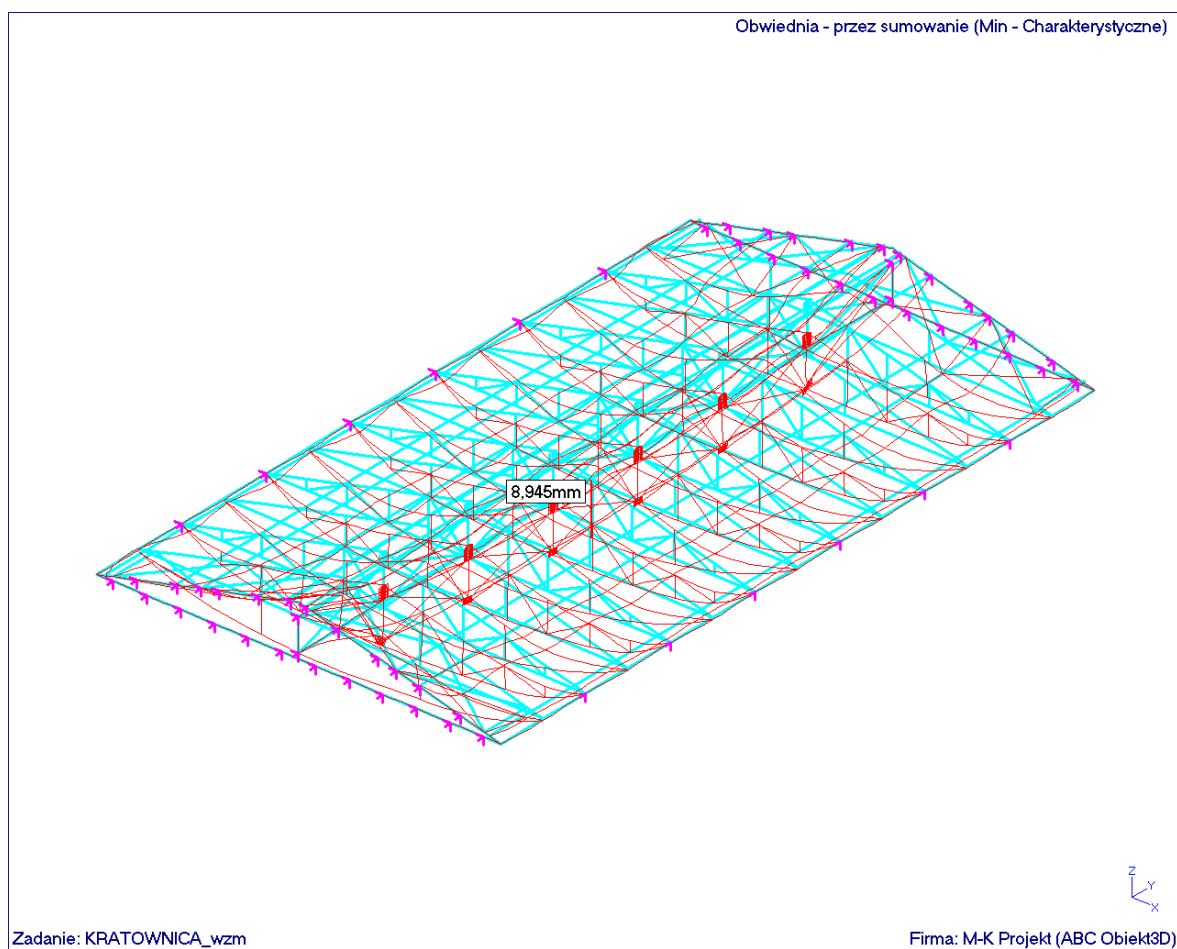 Obwiednia - przez sumowanie (Min - Charakterystyczne)
8,945mm
Z
Y
X
Zadanie: KRATOWNICA_wzm
Firma: M-K Projekt (ABC Obiekt3D)